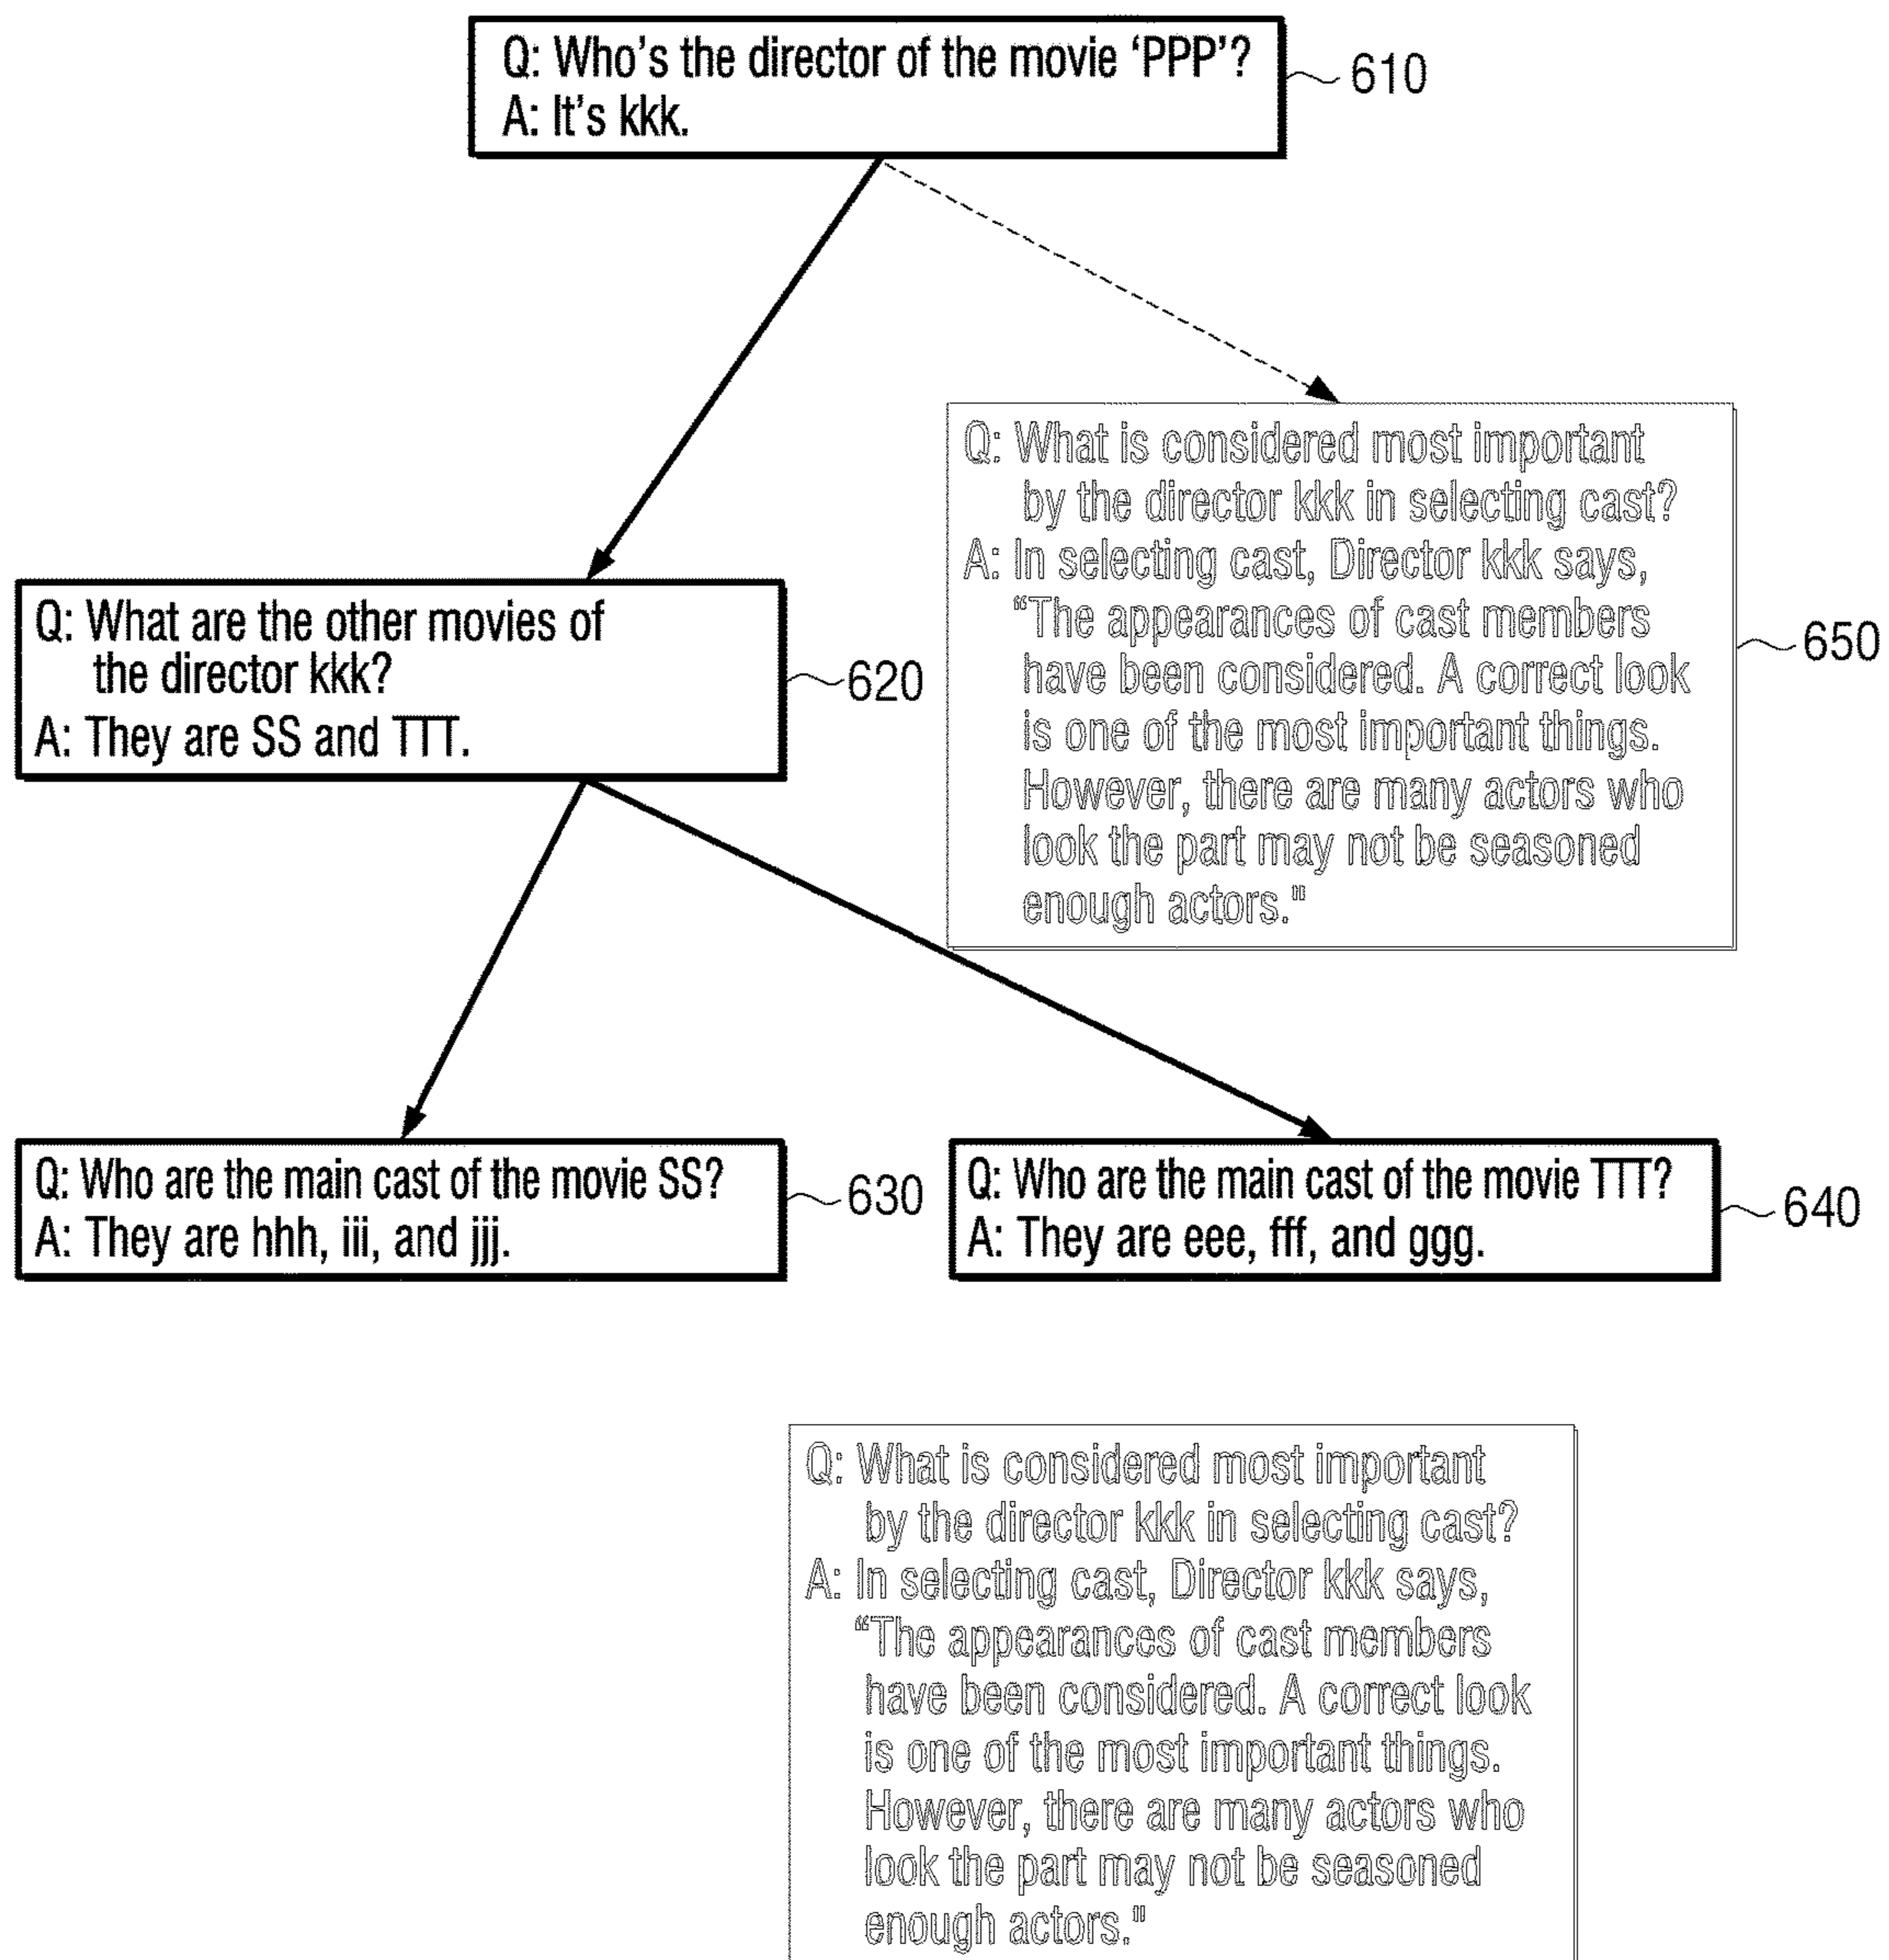 Q: Who's the director of the movie ‘PPP’?
A: It's kkk.
610
Q: What is considered most important
by the director kkk in selecting cast?
A: In selecting cast, Director kkk says,
“The appearances of cast members
have been considered. A correct look
is one of the most important things.
However, there are many actors who
look the part may not be seasoned
enough actors."
650
Q: What are the other movies of
the director kkk?
A: They are SS and TTT.
620
Q: Who are the main cast of the movie SS?
A: They are hhh, iii, and jjj.
630
Q: Who are the main cast of the movie TTT?
A: They are eee, fff, and ggg.
640
Q: What is considered most important
by the director kkk in selecting cast?
A: In selecting cast, Director kkk says,
“The appearances of cast members
have been considered. A correct look
is one of the most important things.
However, there are many actors who
look the part may not be seasoned
enough actors."